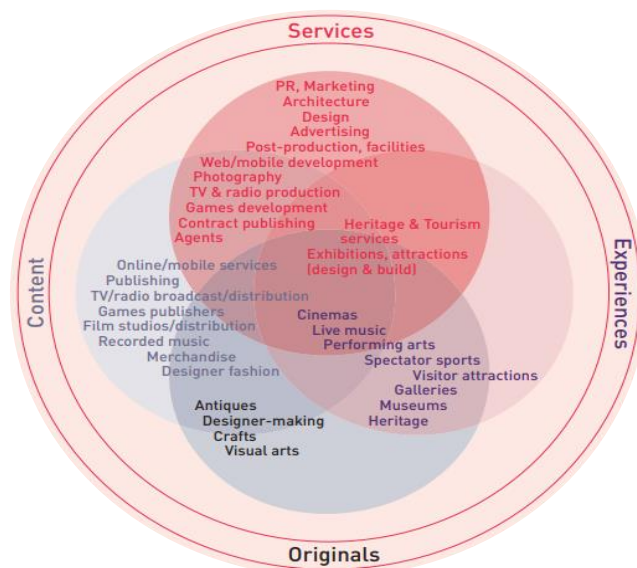 Services
PR, Marketing
Architecture
Design
Advertising
Post-production, facilities
Web/mobile development
Photography
TV & radio production
Games development
Contract publishing
Agents
Heritage & Tourism
services
Exhibitions, attractions
(design & build)
Content
Online/mobile services
Publishing
TV/radio broadcast/distribution
Games publishers
Film studios/distribution
Recorded music
Merchandise
Designer fashion
Experiences
Cinemas
Live music
Performing arts
Spectator sports
Visitor attractions
Galleries
Museums
Heritage
Antiques
Designer-making
Crafts
Visual arts
Originals